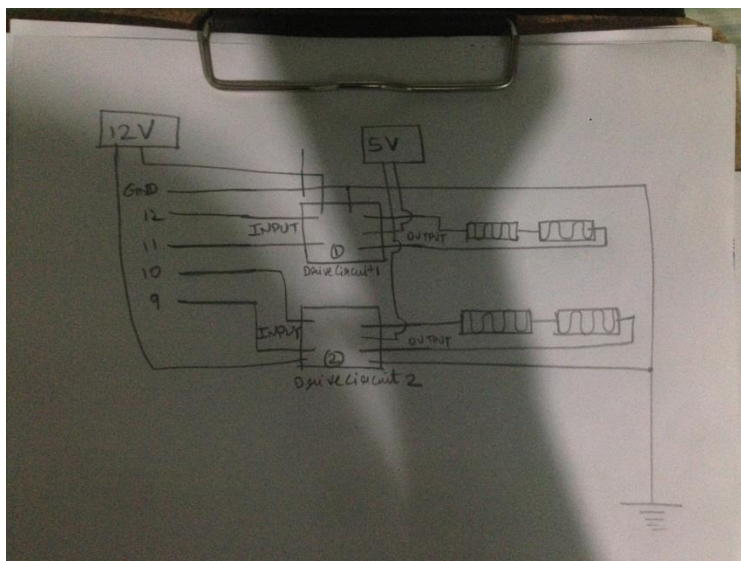 12V
5V
GND
12
INPUT
OUTPUT
11
①
Drive Circuit 1
10
9
INPUT
OUTPUT
②
Drive Circuit 2